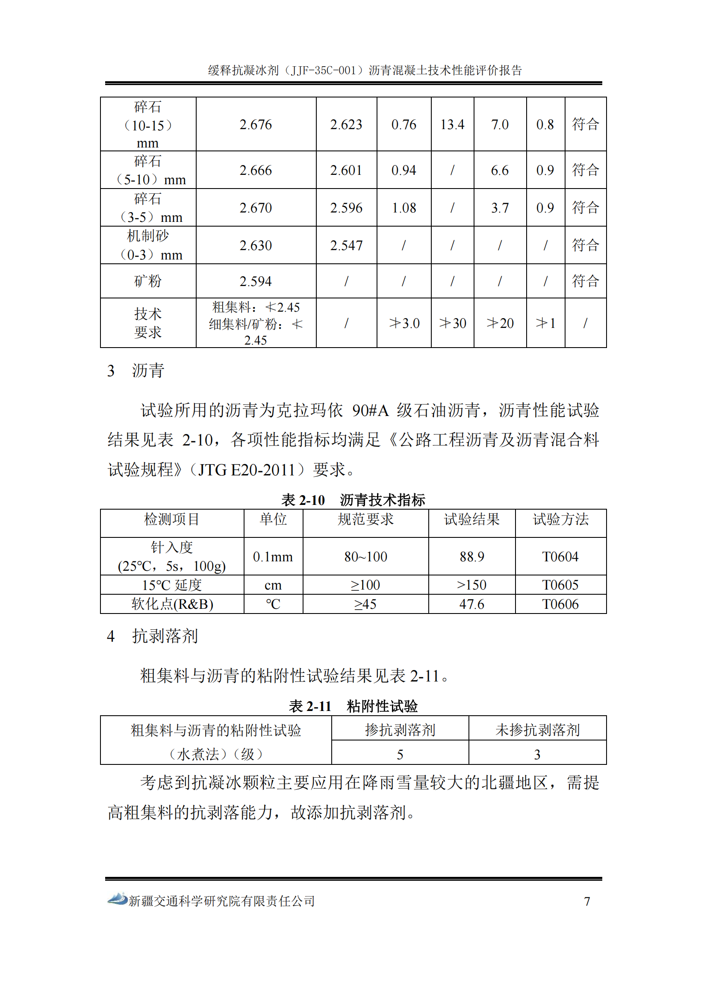 缓释抗凝冰剂（JJF-35C-001）沥青混凝土技术性能评价报告
碎石
（10-15）
mm
2.676 2.623 0.76 13.4 7.0 0.8 符合
碎石
（5-10）mm
2.666 2.601 0.94 / 6.6 0.9 符合
碎石
（3-5）mm
2.670 2.596 1.08 / 3.7 0.9 符合
机制砂
（0-3）mm
2.630 2.547 / / / / 符合
矿粉 2.594 / / / / / 符合
技术
要求
粗集料：≮2.45
细集料/矿粉：≮
2.45
/ ≯3.0 ≯30 ≯20 ≯1 /
3 沥青
试验所用的沥青为克拉玛依 90#A 级石油沥青，沥青性能试验
结果见表 2-10，各项性能指标均满足《公路工程沥青及沥青混合料
试验规程》（JTG E20-2011）要求。
表 2-10 沥青技术指标
检测项目 单位 规范要求 试验结果 试验方法
针入度
(25℃，5s，100g)
0.1mm 80~100 88.9 T0604
15℃ 延度 cm ≥100 >150 T0605
软化点(R&B) ℃ ≥45 47.6 T0606
4 抗剥落剂
粗集料与沥青的粘附性试验结果见表 2-11。
表 2-11 粘附性试验
粗集料与沥青的粘附性试验
（水煮法）（级）
掺抗剥落剂 未掺抗剥落剂
5 3
考虑到抗凝冰颗粒主要应用在降雨雪量较大的北疆地区，需提
高粗集料的抗剥落能力，故添加抗剥落剂。
新疆交通科学研究院有限责任公司 7